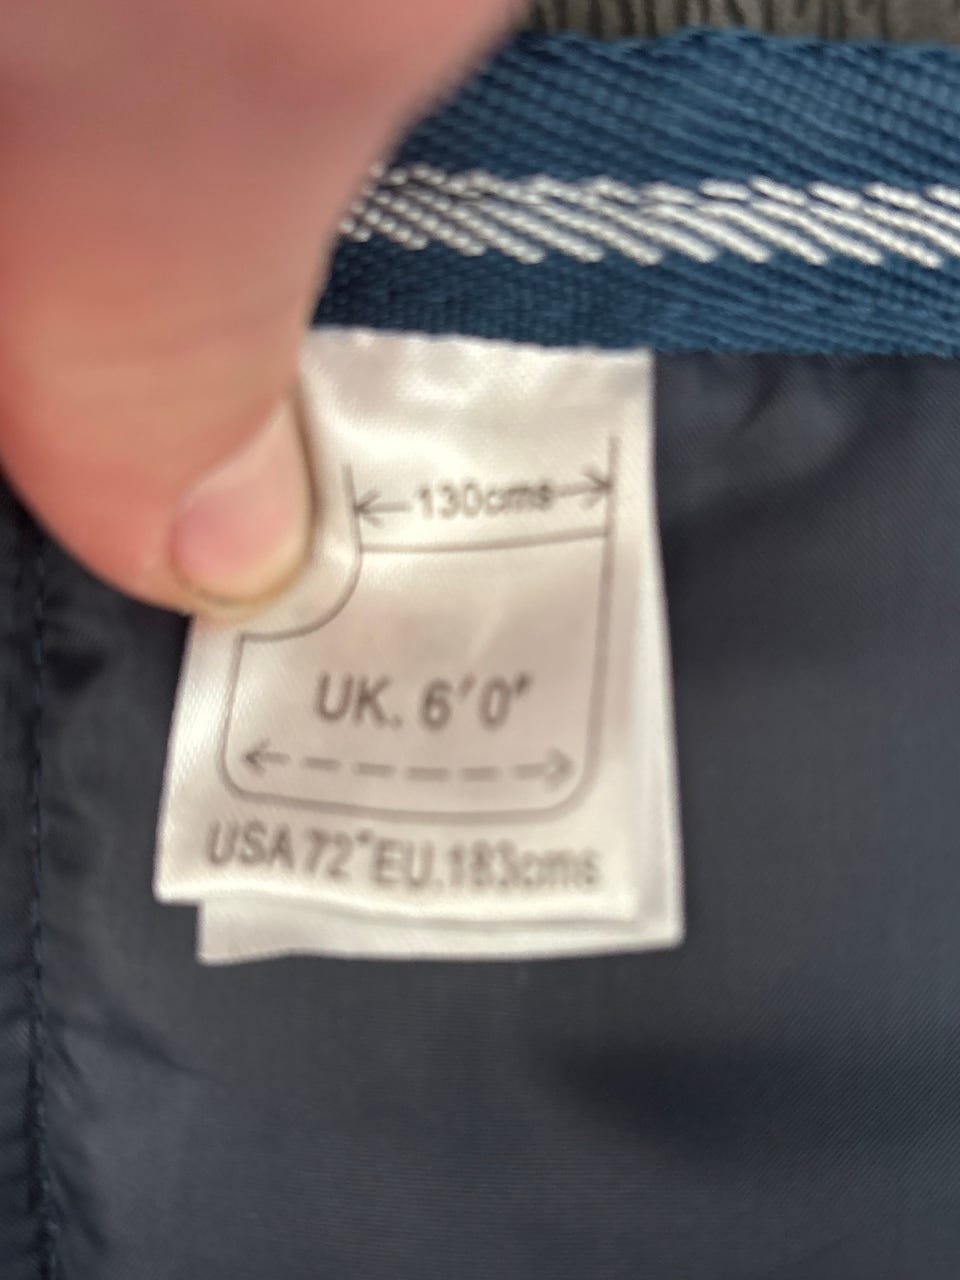 130cms
UK. 6'0"
USA 72" EU.183cms